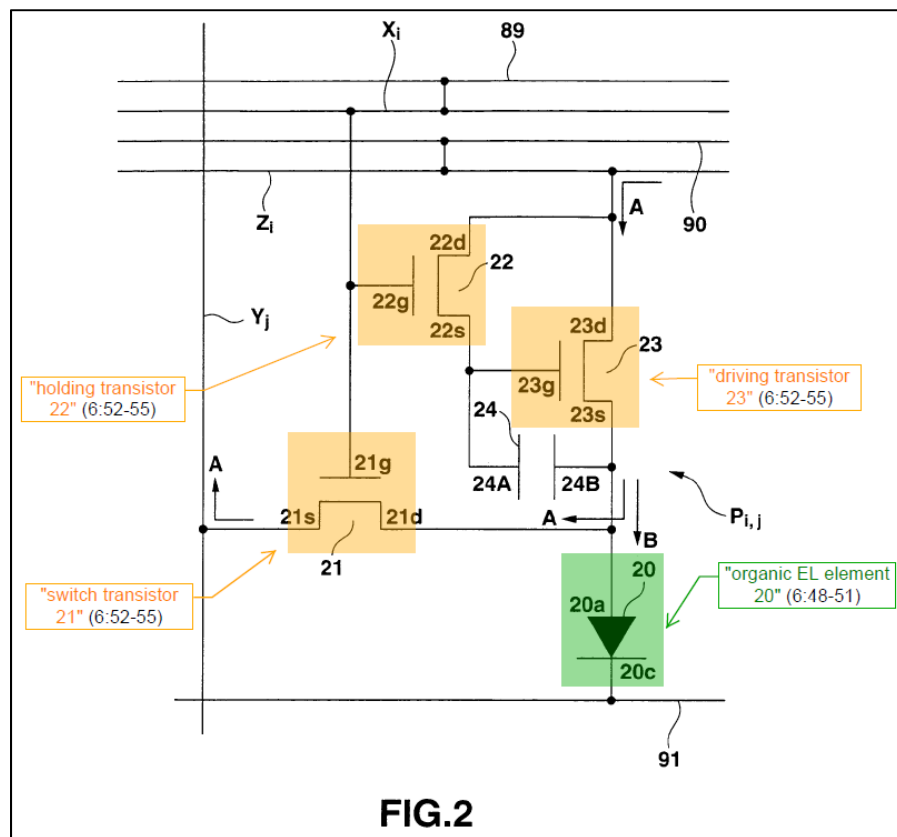 Xi
89
Zi
90
A
22d
22
22g
22s
Yj
23d
23
23g
23s
"holding transistor
22" (6:52-55)
"driving transistor
23" (6:52-55)
24
24A
24B
A
21g
21s
21d
21
A
B
Pi, j
"switch transistor
21" (6:52-55)
"organic EL element
20" (6:48-51)
20
20a
20c
91
FIG.2